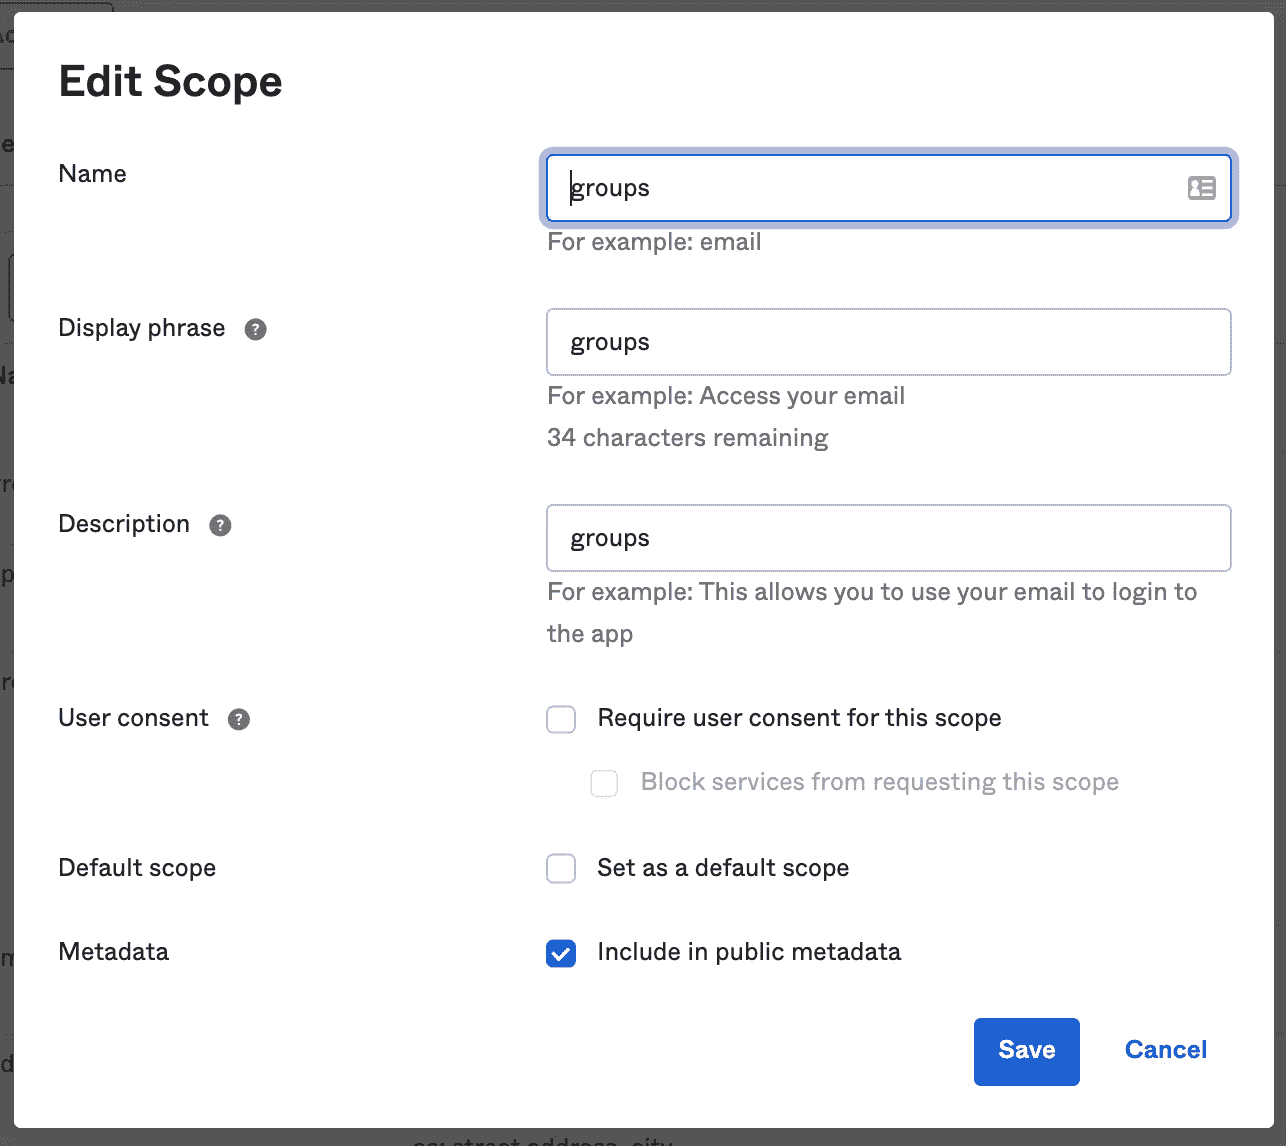 Edit Scope
Name
groups
For example: email
Display phrase ?
groups
For example: Access your email
34 characters remaining
Description ?
groups
For example: This allows you to use your email to login to
the app
User consent ?
Require user consent for this scope
Block services from requesting this scope
Default scope
Set as a default scope
Metadata
Include in public metadata
Save Cancel